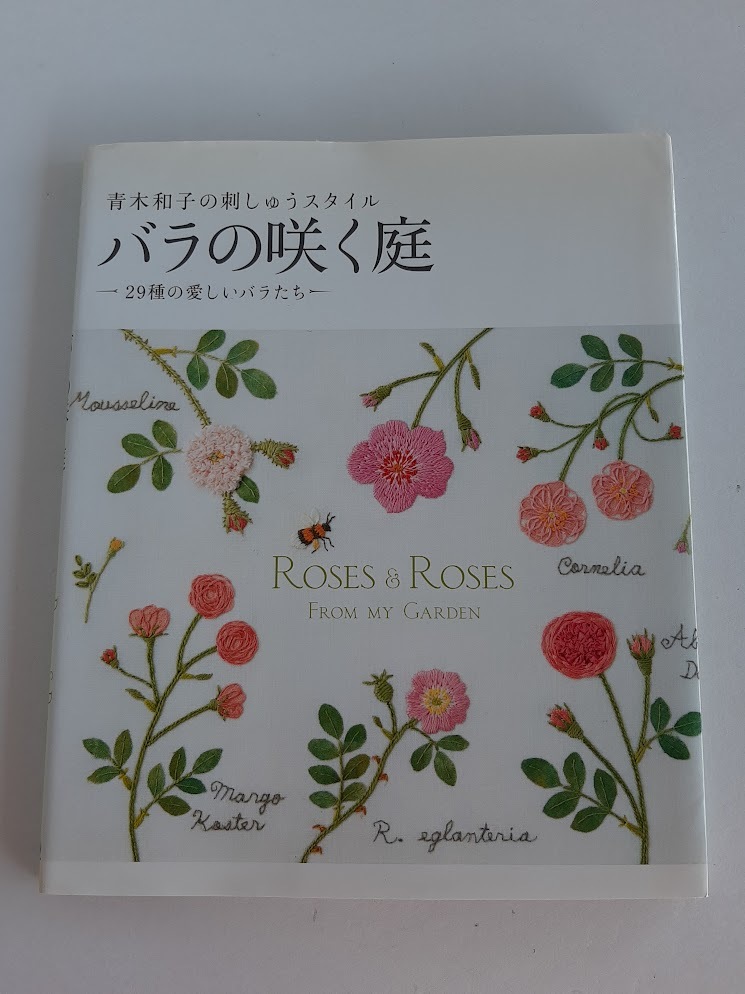 青木和子の刺しゅうスタイル
バラの咲く庭
29種の愛しいバラたち
Mousseline
Cornelia
ROSES & ROSES
FROM MY GARDEN
Margo
Koster
R. eglanteria